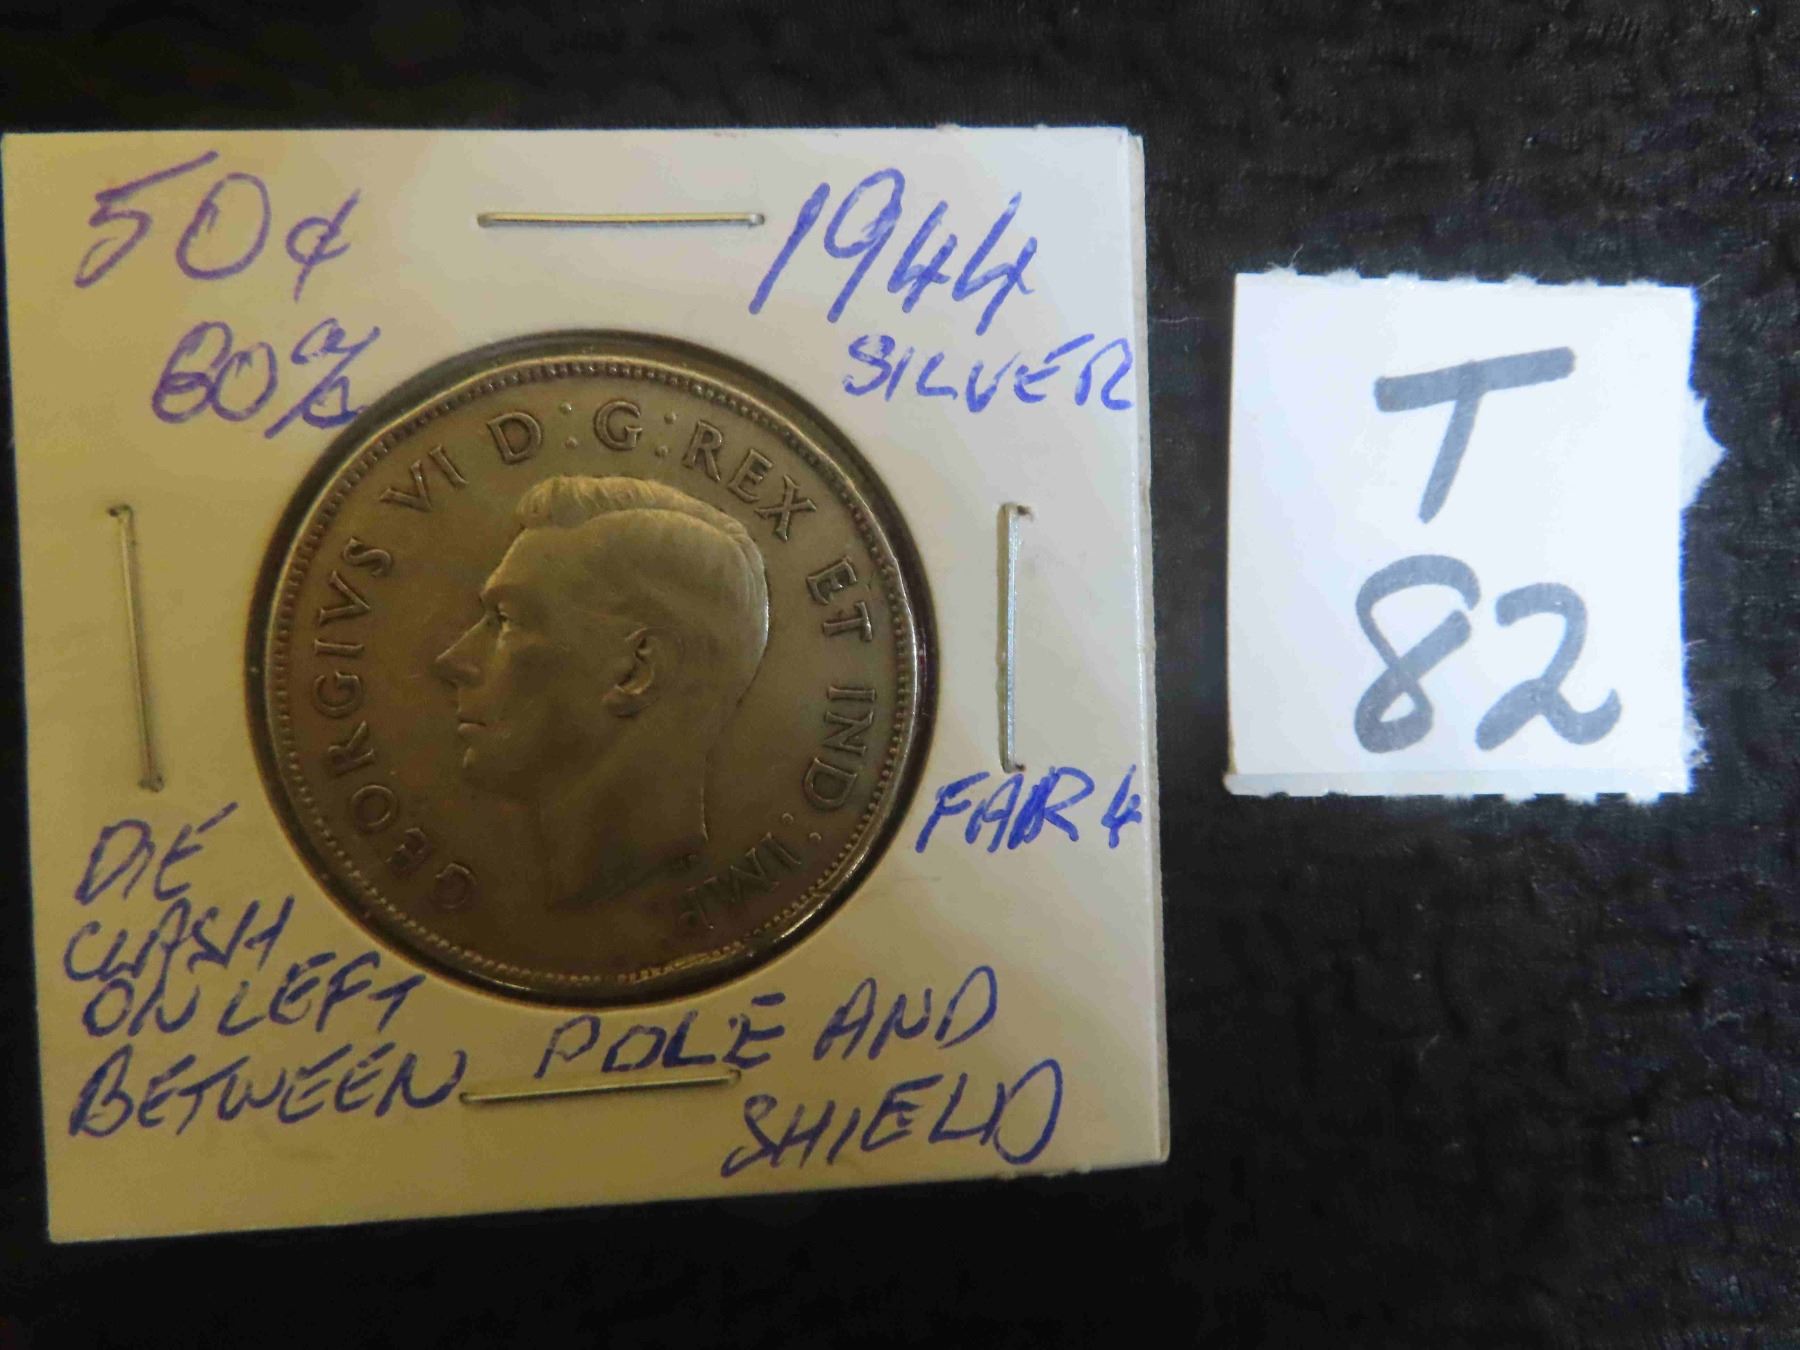 50¢ 1944
80% SILVER
GEORGIVS VI D:G:REX ET IND:IMP
FAIR 4
DIE
CLASH
ON LEFT
BETWEEN POLE AND
SHIELD
T
82